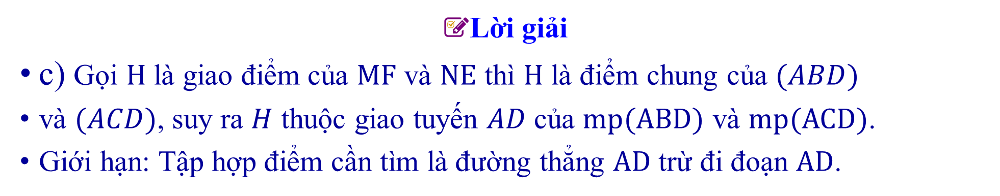 Lời giải
• c) Gọi H là giao điểm của MF và NE thì H là điểm chung của (ABD)
• và (ACD), suy ra H thuộc giao tuyến AD của mp(ABD) và mp(ACD).
• Giới hạn: Tập hợp điểm cần tìm là đường thẳng AD trừ đi đoạn AD.